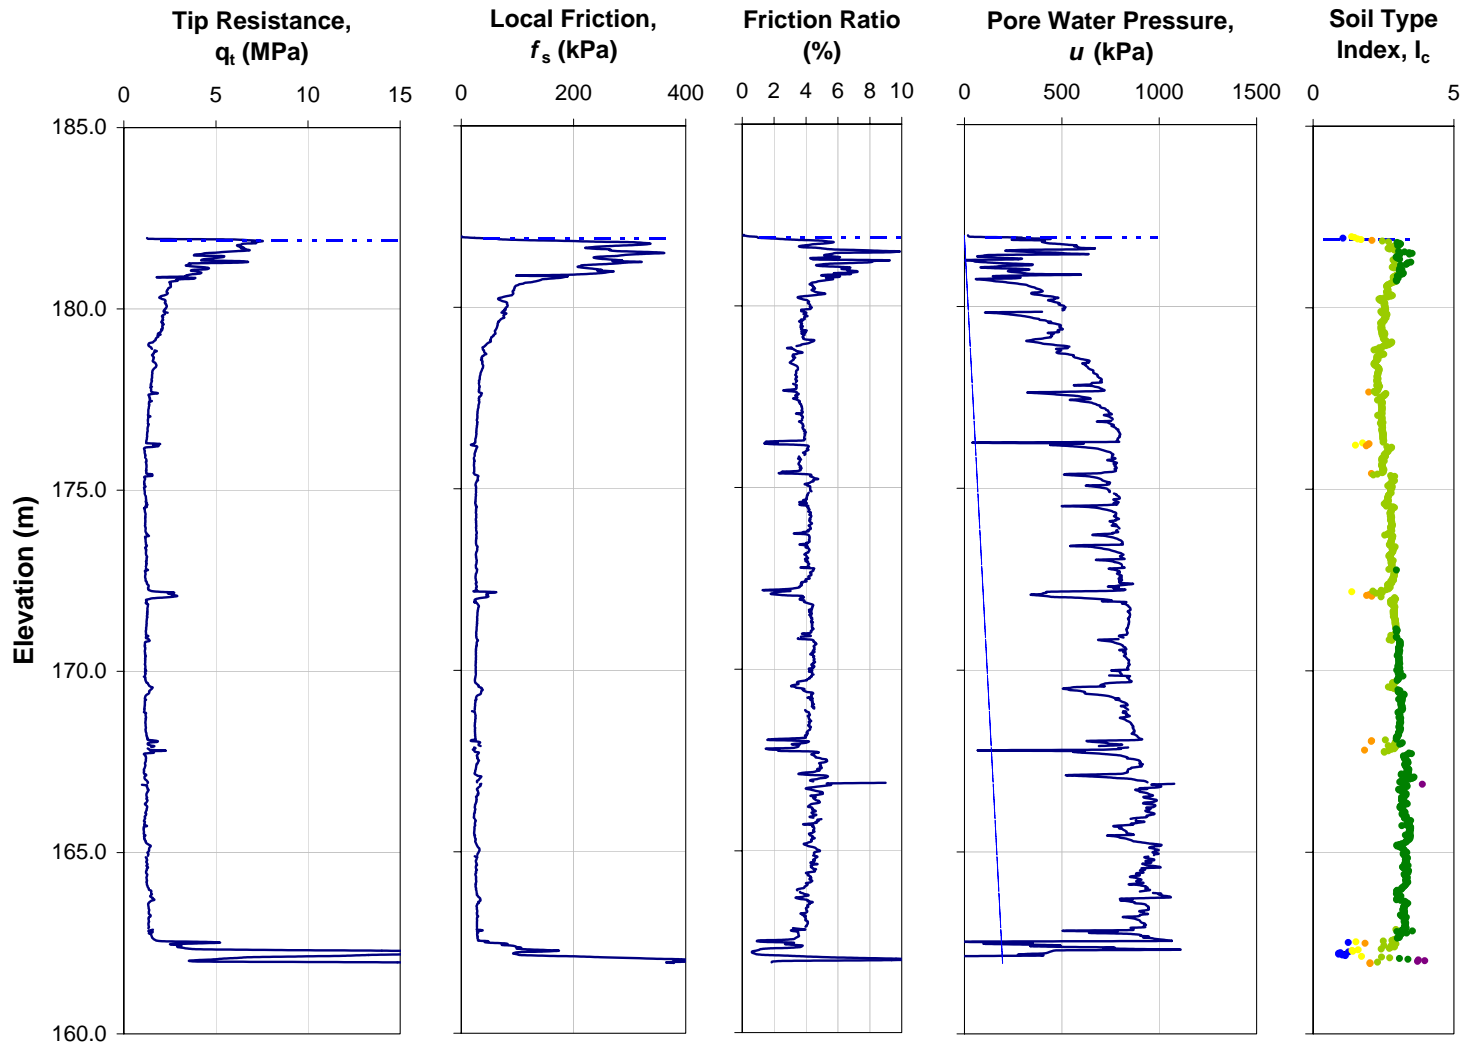 Tip Resistance,
qt (MPa)
Local Friction,
fs (kPa)
Friction Ratio
(%)
Pore Water Pressure,
u (kPa)
Soil Type
Index, Ic
0 5 10 15
0 200 400
0 2 4 6 8 10
0 500 1000 1500
0 5
185.0
180.0
175.0
170.0
165.0
160.0
Elevation (m)